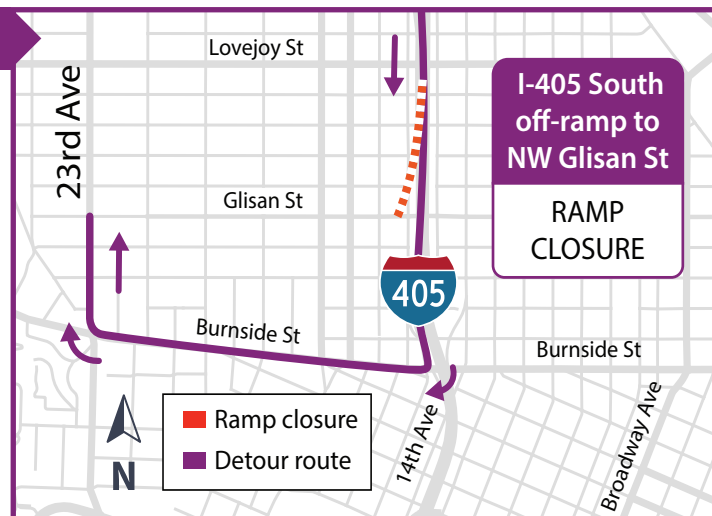 Lovejoy St
23rd Ave
I-405 South
off-ramp to
NW Glisan St
RAMP
CLOSURE
Glisan St
405
Burnside St
Burnside St
Ramp closure
Detour route
N
14th Ave
Broadway Ave